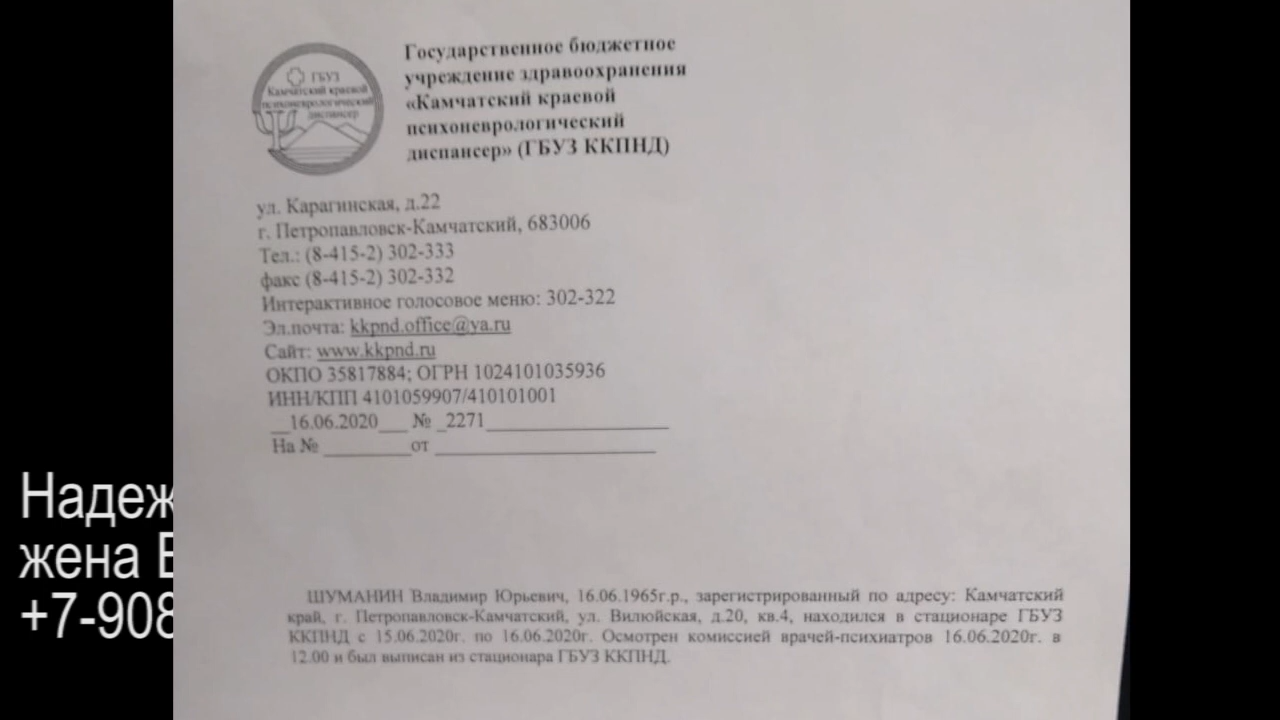 ГБУЗ
Камчатский краевой
психоневрологический
диспансер
Государственное бюджетное
учреждение здравоохранения
«Камчатский краевой
психоневрологический
диспансер» (ГБУЗ ККПНД)
ул. Карагинская, д.22
г. Петропавловск-Камчатский, 683006
Тел.: (8-415-2) 302-333
факс (8-415-2) 302-332
Интерактивное голосовое меню: 302-322
Эл.почта: kkpnd.office@ya.ru
Сайт: www.kkpnd.ru
ОКПО 35817884; ОГРН 1024101035936
ИНН/КПП 4101059907/410101001
__16.06.2020___ № _2271____________________
На № _________от ________________________
ШУМАНИН Владимир Юрьевич, 16.06.1965г.р., зарегистрированный по адресу: Камчатский
край, г. Петропавловск-Камчатский, ул. Вилюйская, д.20, кв.4, находился в стационаре ГБУЗ
ККПНД с 15.06.2020г. по 16.06.2020г. Осмотрен комиссией врачей-психиатров 16.06.2020г. в
12.00 и был выписан из стационара ГБУЗ ККПНД.
Надеж
жена
+7-908